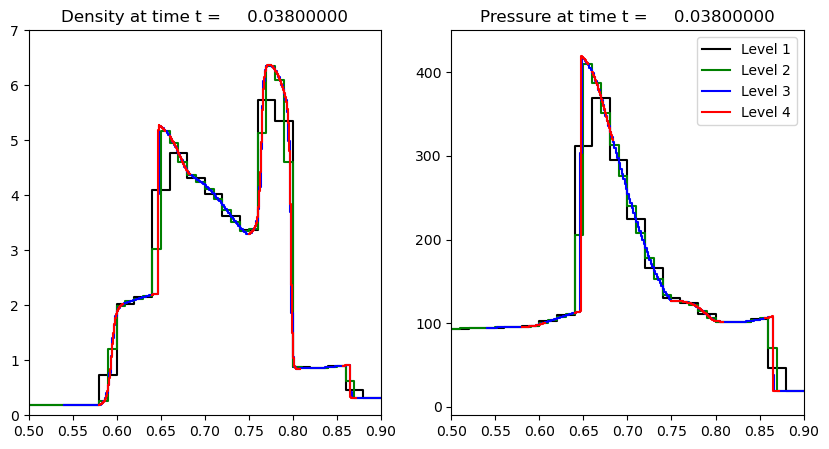 Density at time t = 0.03800000
7
6
5
4
3
2
1
0
0.50 0.55 0.60 0.65 0.70 0.75 0.80 0.85 0.90
Pressure at time t = 0.03800000
Level 1
Level 2
Level 3
Level 4
400
300
200
100
0
0.50 0.55 0.60 0.65 0.70 0.75 0.80 0.85 0.90